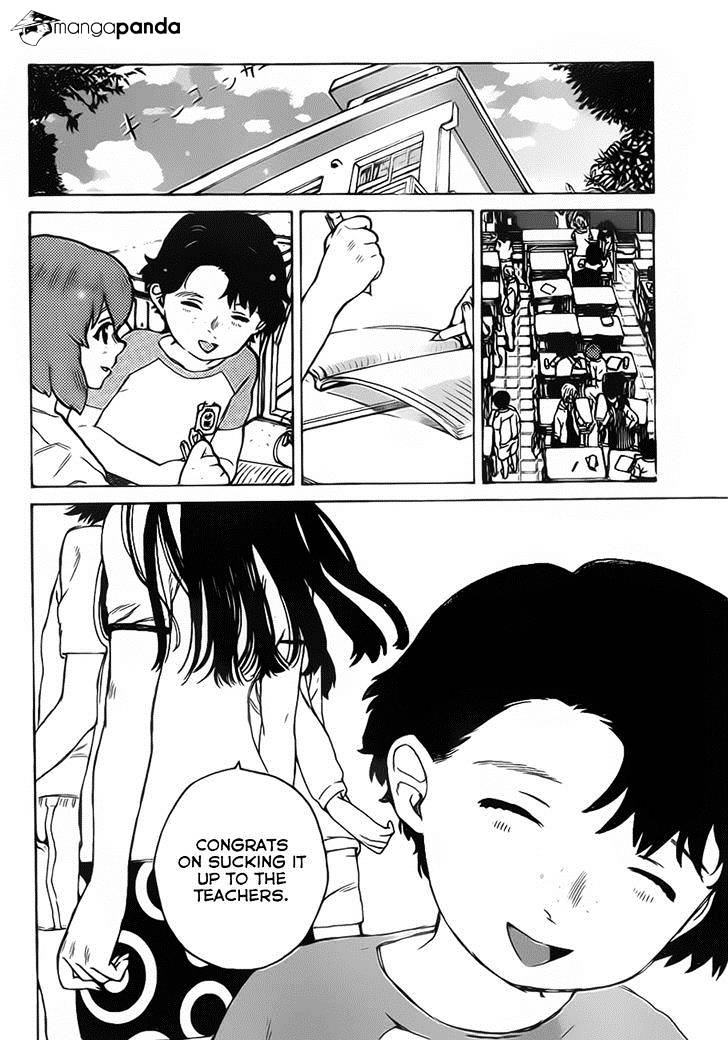 mangapanda
キーンコーンカー
CONGRATS
ON SUCKING IT
UP TO THE
TEACHERS.